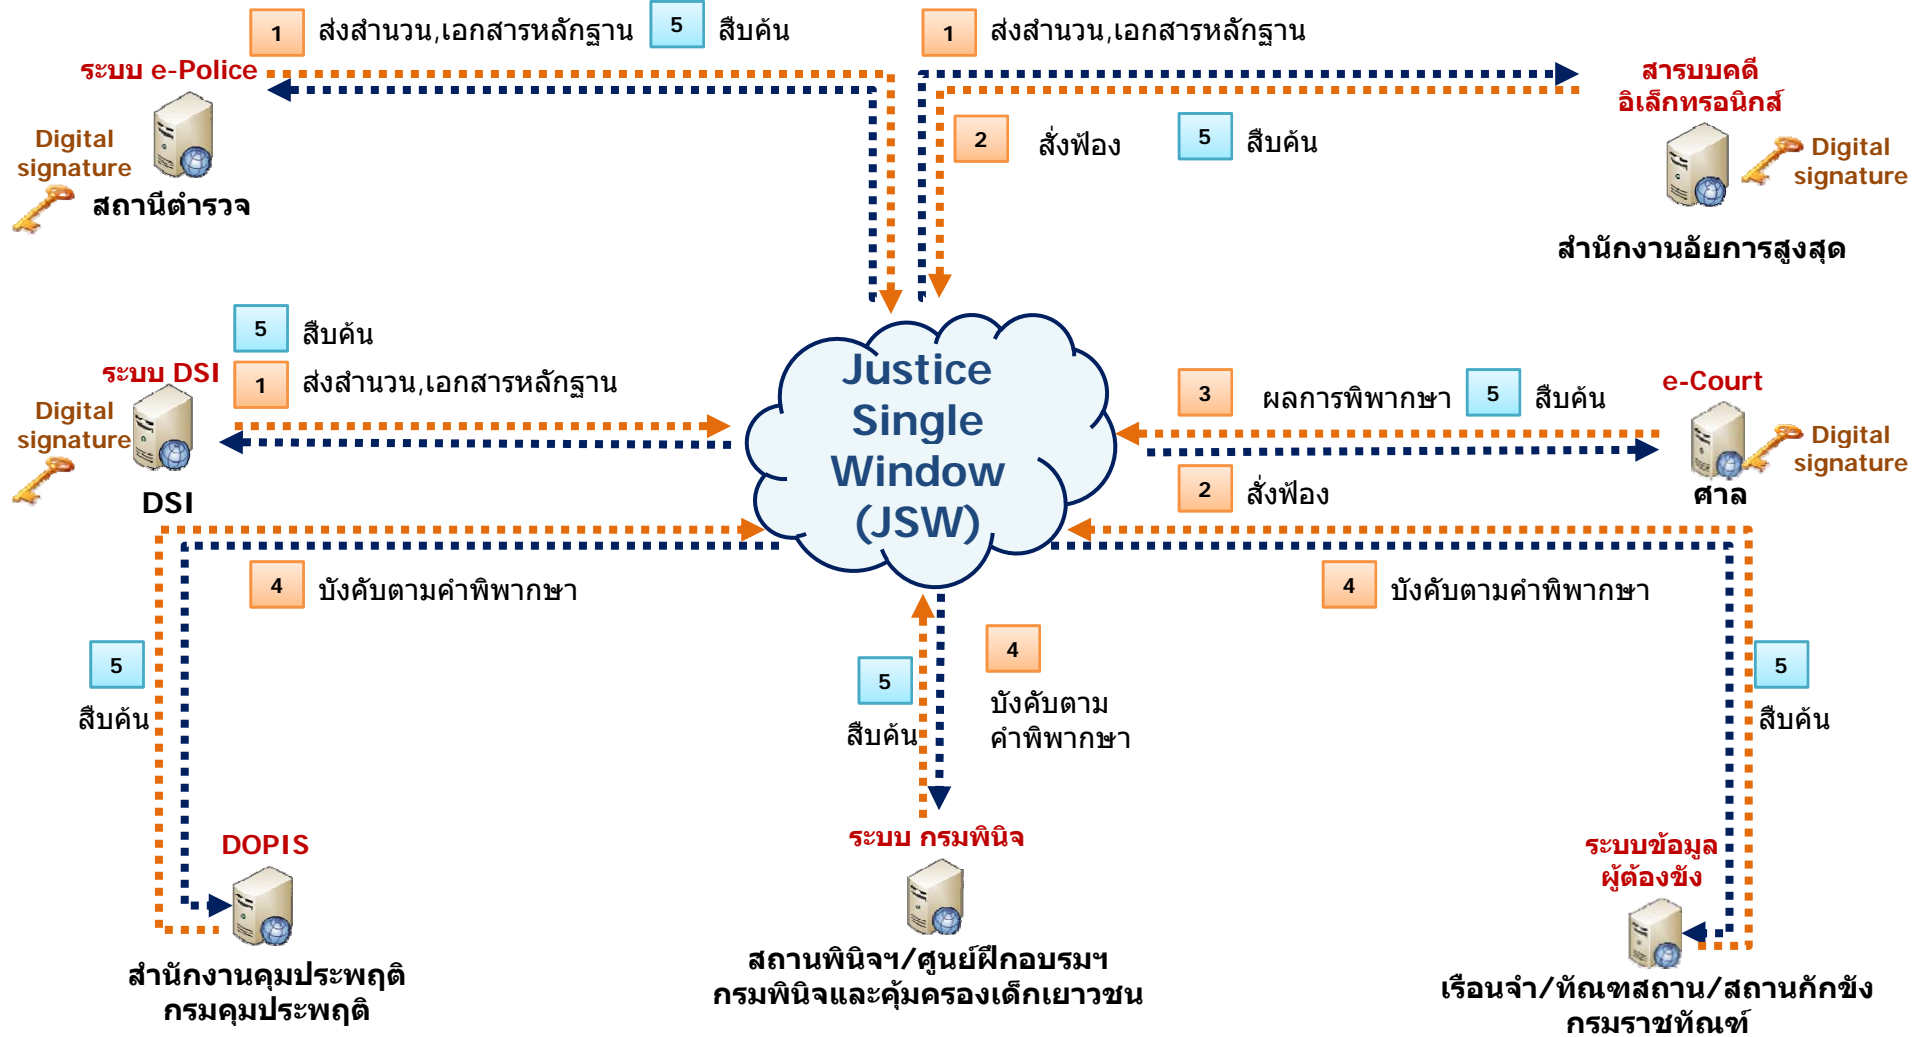 1 ส่งสำนวน,เอกสารหลักฐาน 5 สืบค้น
ระบบ e-Police
Digital
signature
สถานีตำรวจ
1 ส่งสำนวน,เอกสารหลักฐาน
2 สั่งฟ้อง 5 สืบค้น
สารบบคดี
อิเล็กทรอนิกส์
Digital
signature
สำนักงานอัยการสูงสุด
5 สืบค้น
ระบบ DSI
1 ส่งสำนวน,เอกสารหลักฐาน
Digital
signature
DSI
Justice
Single
Window
(JSW)
3 ผลการพิพากษา 5 สืบค้น
e-Court
Digital
signature
2 สั่งฟ้อง
ศาล
4 บังคับตามคำพิพากษา
5
สืบค้น
DOPIS
สำนักงานคุมประพฤติ
กรมคุมประพฤติ
5
สืบค้น
4
บังคับตาม
คำพิพากษา
ระบบ กรมพินิจ
สถานพินิจฯ/ศูนย์ฝึกอบรมฯ
กรมพินิจและคุ้มครองเด็กเยาวชน
4 บังคับตามคำพิพากษา
5
สืบค้น
ระบบข้อมูล
ผู้ต้องขัง
เรือนจำ/ทัณฑสถาน/สถานกักขัง
กรมราชทัณฑ์